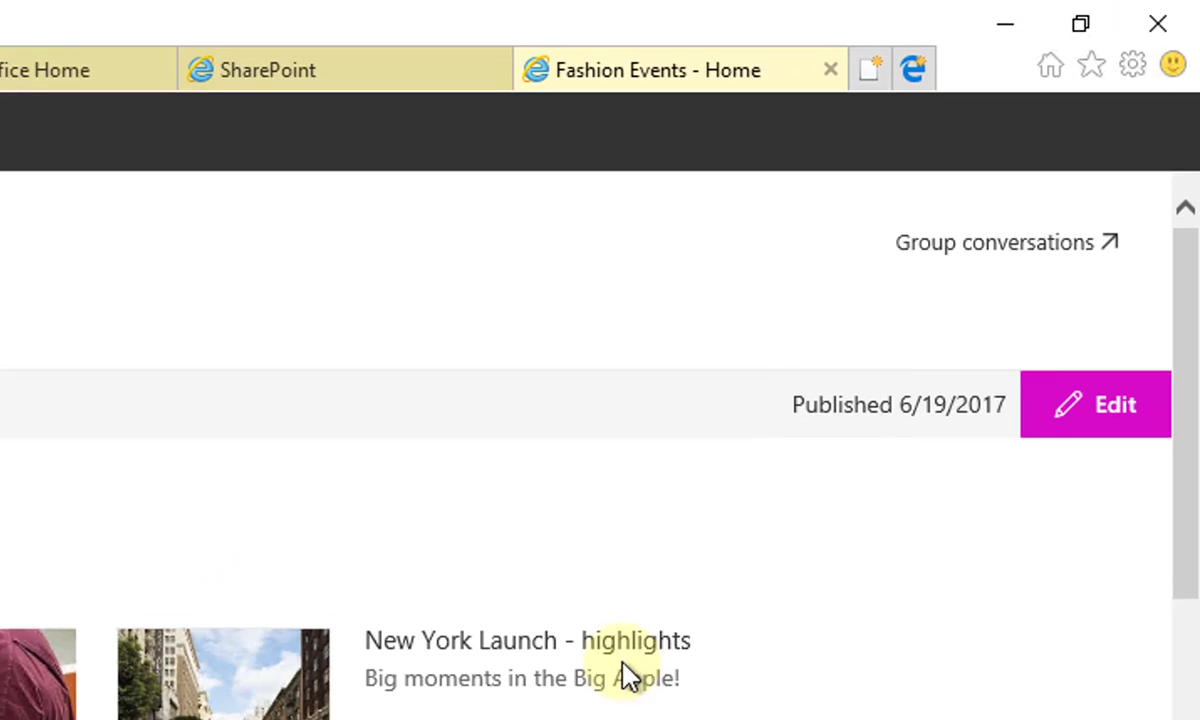 fice Home
SharePoint
Fashion Events - Home
Group conversations
Published 6/19/2017
Edit
New York Launch - highlights
Big moments in the Big Apple!